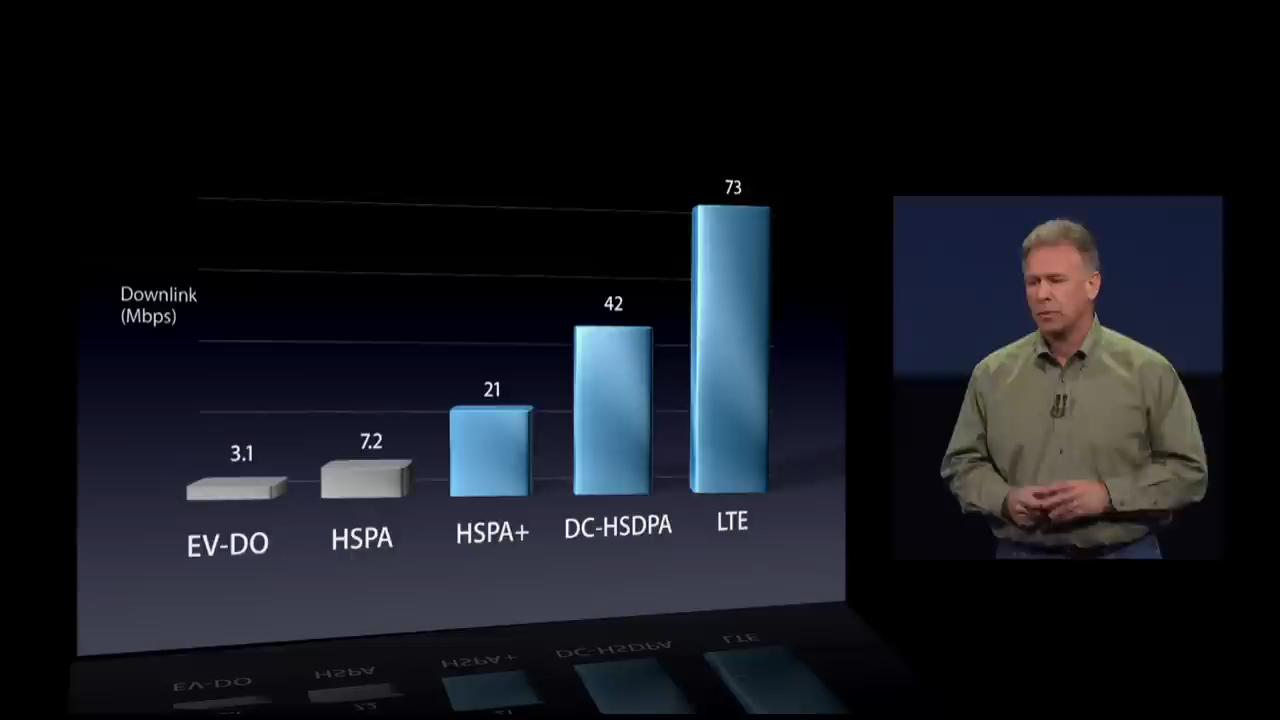 73
Downlink
(Mbps)
42
21
7.2
3.1
EV-DO
HSPA
HSPA+
DC-HSDPA
LTE